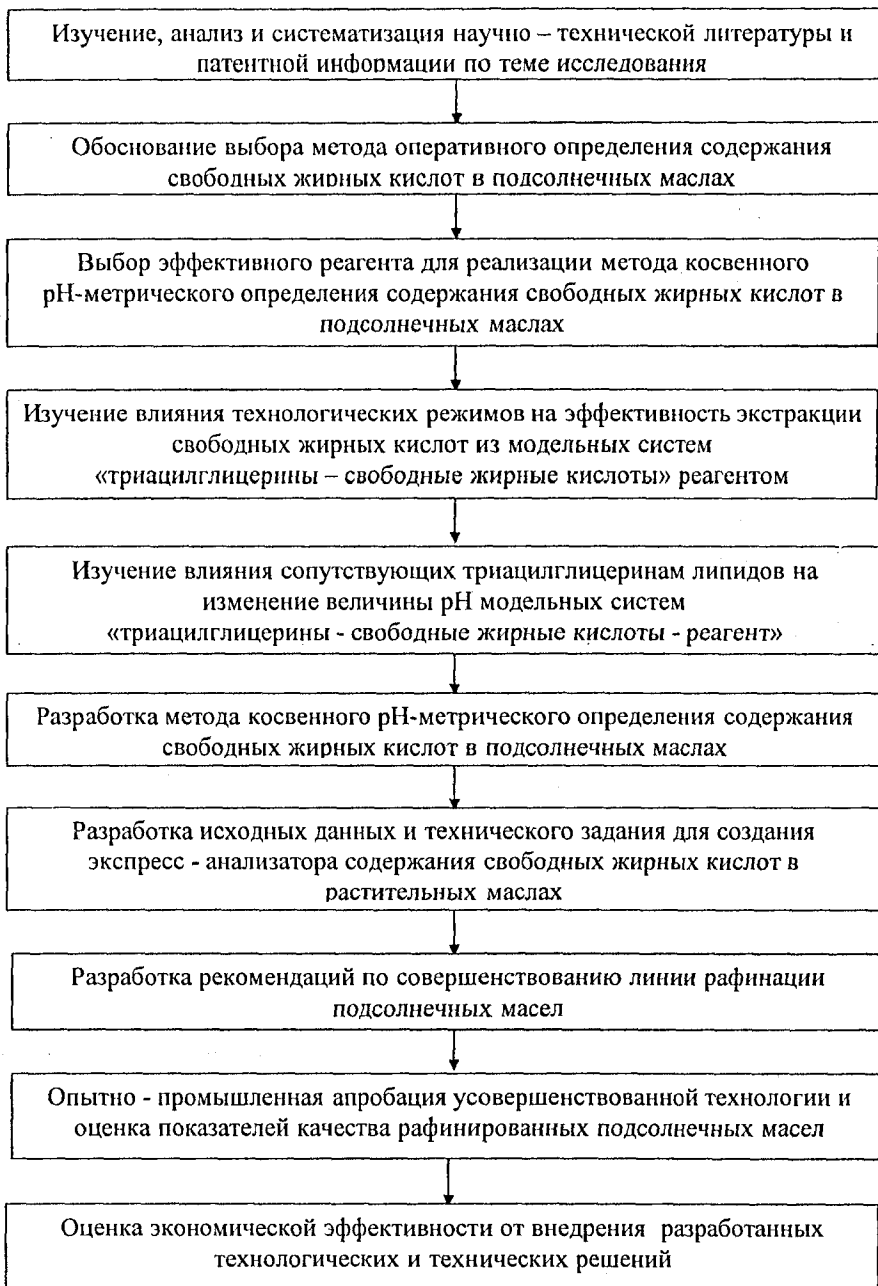 Изучение, анализ и систематизация научно – технической литературы и
патентной информации по теме исследования
Обоснование выбора метода оперативного определения содержания
свободных жирных кислот в подсолнечных маслах
Выбор эффективного реагента для реализации метода косвенного
pH-метрического определения содержания свободных жирных кислот в
подсолнечных маслах
Изучение влияния технологических режимов на эффективность экстракции
свободных жирных кислот из модельных систем
«триацилглицерины – свободные жирные кислоты» реагентом
Изучение влияния сопутствующих триацилглицеринам липидов на
изменение величины pH модельных систем
«триацилглицерины - свободные жирные кислоты - реагент»
Разработка метода косвенного pH-метрического определения содержания
свободных жирных кислот в подсолнечных маслах
Разработка исходных данных и технического задания для создания
экспресс - анализатора содержания свободных жирных кислот в
растительных маслах
Разработка рекомендаций по совершенствованию линии рафинации
подсолнечных масел
Опытно - промышленная апробация усовершенствованной технологии и
оценка показателей качества рафинированных подсолнечных масел
Оценка экономической эффективности от внедрения разработанных
технологических и технических решений